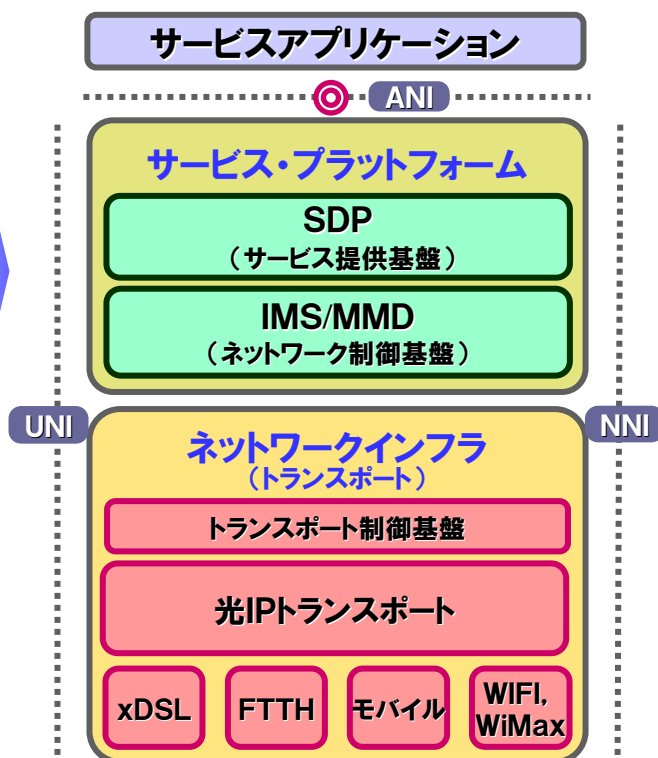 サービスアプリケーション
ANI
サービス・プラットフォーム
SDP
（サービス提供基盤）
IMS/MMD
（ネットワーク制御基盤）
UNI
NNI
ネットワークインフラ
（トランスポート）
トランスポート制御基盤
光IPトランスポート
xDSL
FTTH
モバイル
WIFI,
WiMax